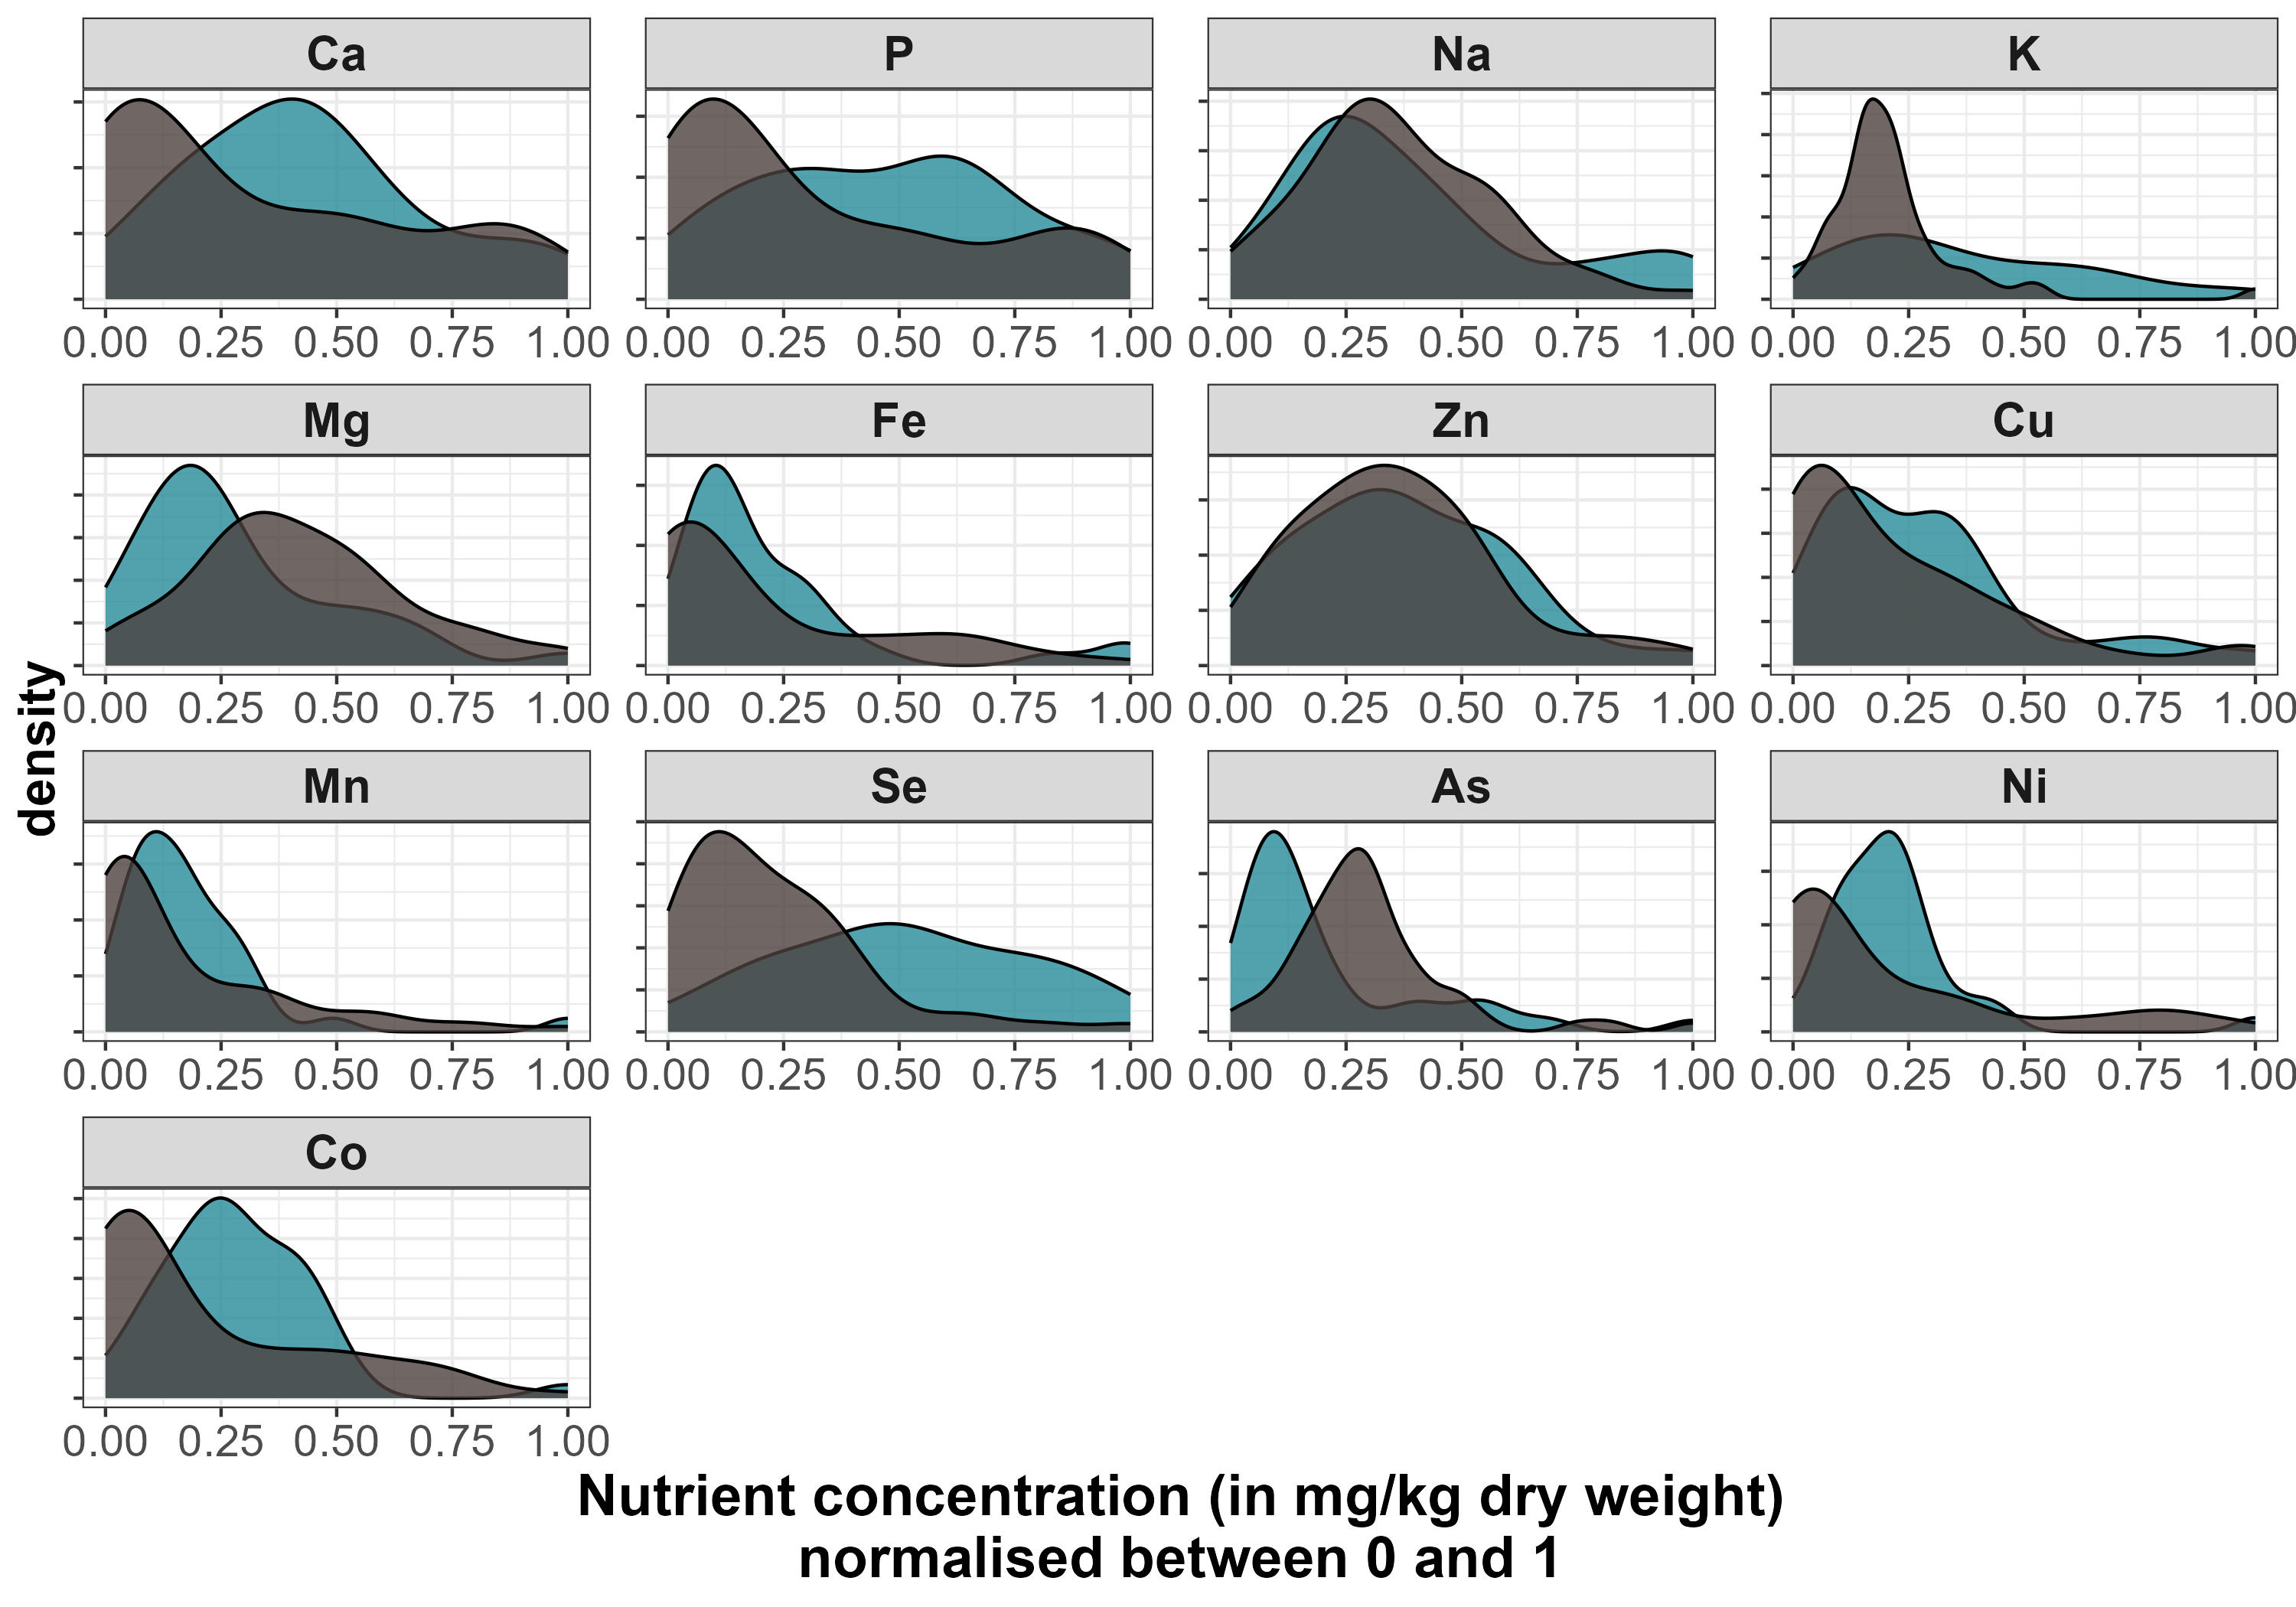 Ca P Na K
0.00 0.25 0.50 0.75 1.00 0.00 0.25 0.50 0.75 1.00 0.00 0.25 0.50 0.75 1.00 0.00 0.25 0.50 0.75 1.00
Mg Fe Zn Cu
0.00 0.25 0.50 0.75 1.00 0.00 0.25 0.50 0.75 1.00 0.00 0.25 0.50 0.75 1.00 0.00 0.25 0.50 0.75 1.00
density
Mn Se As Ni
0.00 0.25 0.50 0.75 1.00 0.00 0.25 0.50 0.75 1.00 0.00 0.25 0.50 0.75 1.00 0.00 0.25 0.50 0.75 1.00
Co
0.00 0.25 0.50 0.75 1.00
Nutrient concentration (in mg/kg dry weight)
normalised between 0 and 1